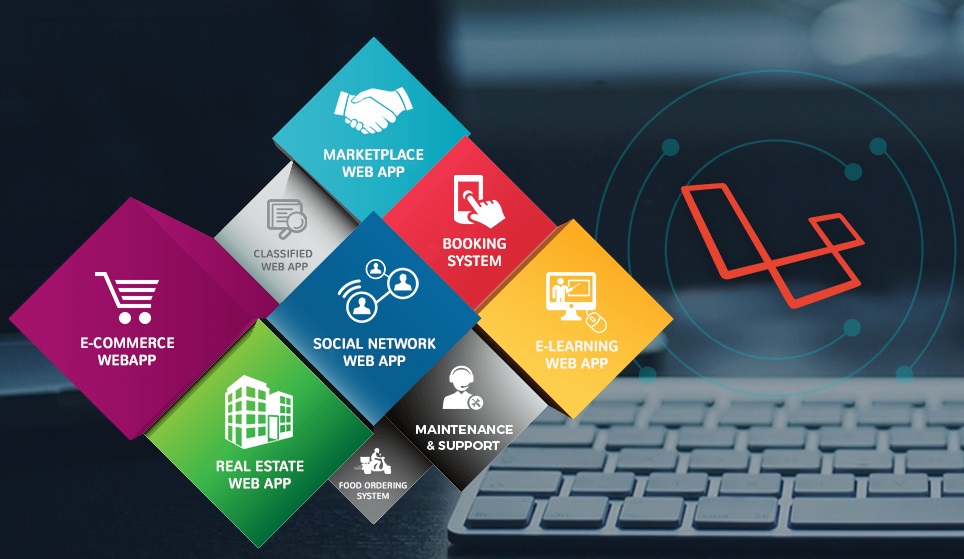 MARKETPLACE
WEB APP
CLASSIFIED
WEB APP
BOOKING
SYSTEM
E-COMMERCE
WEBAPP
SOCIAL NETWORK
WEB APP
E-LEARNING
WEB APP
REAL ESTATE
WEB APP
MAINTENANCE
& SUPPORT
FOOD ORDERING
SYSTEM